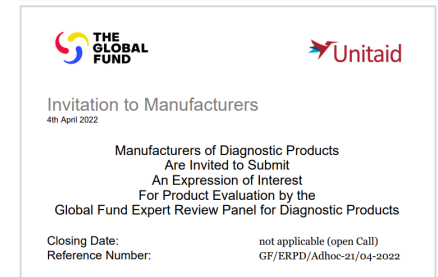 THE
GLOBAL
FUND
Unitaid
Invitation to Manufacturers
4th April 2022
Manufacturers of Diagnostic Products
Are Invited to Submit
An Expression of Interest
For Product Evaluation by the
Global Fund Expert Review Panel for Diagnostic Products
Closing Date: not applicable (open Call)
Reference Number: GF/ERPD/Adhoc-21/04-2022